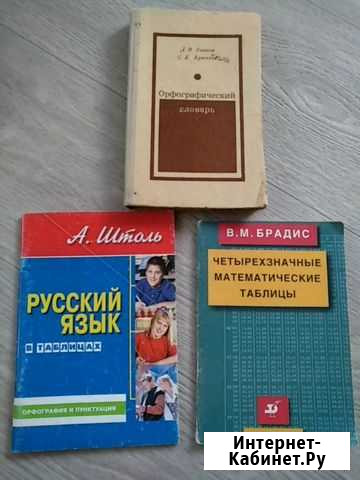 Орфографический
словарь
А. Штоль
РУССКИЙ
ЯЗЫК
В ТАБЛИЦАХ
ОРФОГРАФИЯ И ПУНКТУАЦИЯ
В.М. БРАДИС
ЧЕТЫРЕХЗНАЧНЫЕ
МАТЕМАТИЧЕСКИЕ
ТАБЛИЦЫ
Интернет-
Кабинет.Ру